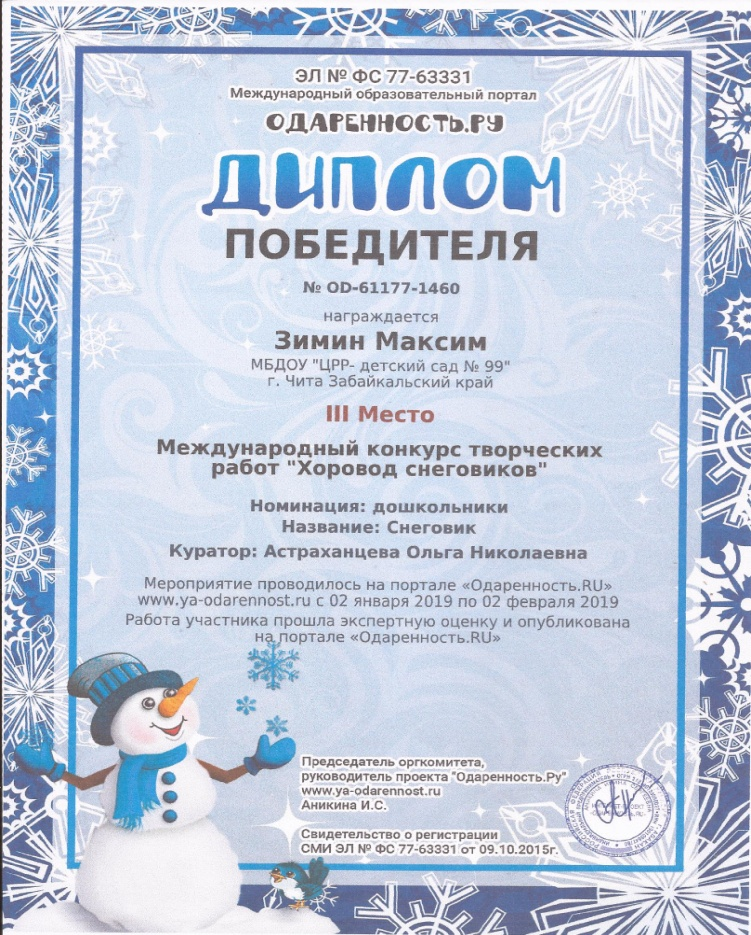 ЭЛ № ФС 77-63331
Международный образовательный портал
ОДАРЕННОСТЬ.РУ
ДИПЛОМ
ПОБЕДИТЕЛЯ
№ OD-61177-1460
награждается
Зимин Максим
МБДОУ "ЦРР- детский сад № 99"
г. Чита Забайкальский край
III Место
Международный конкурс творческих
работ "Хоровод снеговиков"
Номинация: дошкольники
Название: Снеговик
Куратор: Астраханцева Ольга Николаевна
Мероприятие проводилось на портале «Одаренность.RU»
www.ya-odarennost.ru с 02 января 2019 по 02 февраля 2019
Работа участника прошла экспертную оценку и опубликована
на портале «Одаренность.RU»
Председатель оргкомитета,
руководитель проекта "Одаренность.Ру"
www.ya-odarennost.ru
Аникина И.С.
Свидетельство о регистрации
СМИ ЭЛ № ФС 77-63331 от 09.10.2015г.